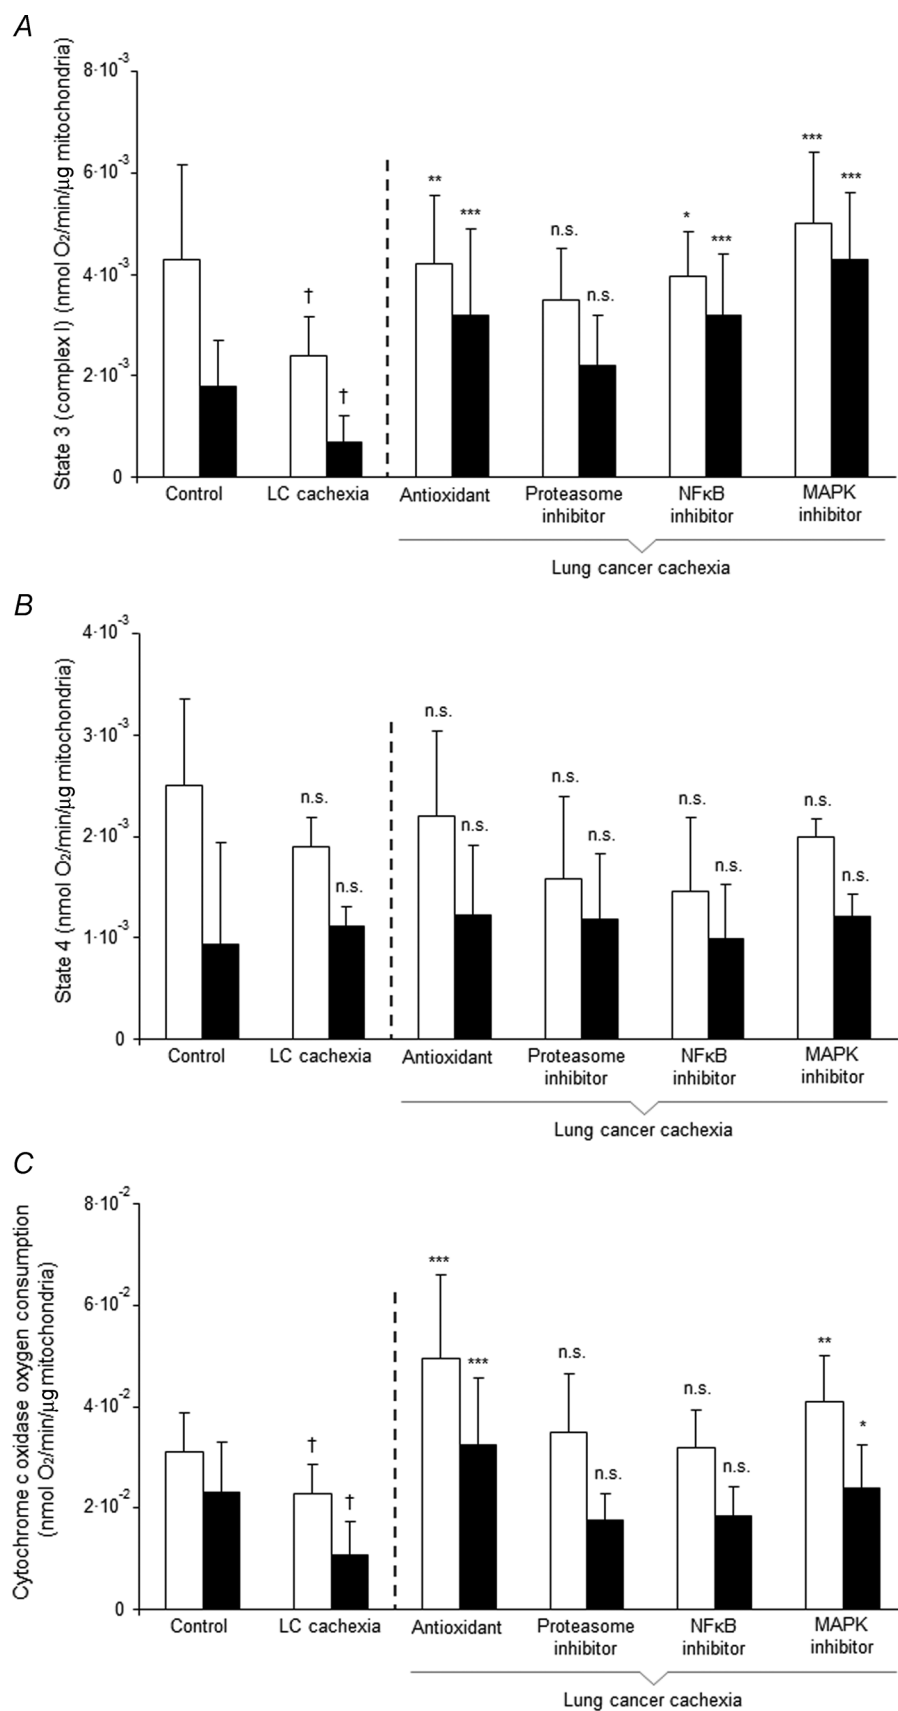 A
State 3 (complex I) (nmol O₂/min/μg mitochondria)
8·10⁻³
6·10⁻³
4·10⁻³
2·10⁻³
0
† † ** *** n.s. n.s. * *** *** ***
Control LC cachexia Antioxidant Proteasome inhibitor NFκB inhibitor MAPK inhibitor
Lung cancer cachexia
B
State 4 (nmol O₂/min/μg mitochondria)
4·10⁻³
3·10⁻³
2·10⁻³
1·10⁻³
0
n.s. n.s. n.s. n.s. n.s. n.s. n.s. n.s. n.s. n.s.
Control LC cachexia Antioxidant Proteasome inhibitor NFκB inhibitor MAPK inhibitor
Lung cancer cachexia
C
Cytochrome c oxidase oxygen consumption
(nmol O₂/min/μg mitochondria)
8·10⁻²
6·10⁻²
4·10⁻²
2·10⁻²
0
† † *** *** n.s. n.s. n.s. n.s. ** *
Control LC cachexia Antioxidant Proteasome inhibitor NFκB inhibitor MAPK inhibitor
Lung cancer cachexia